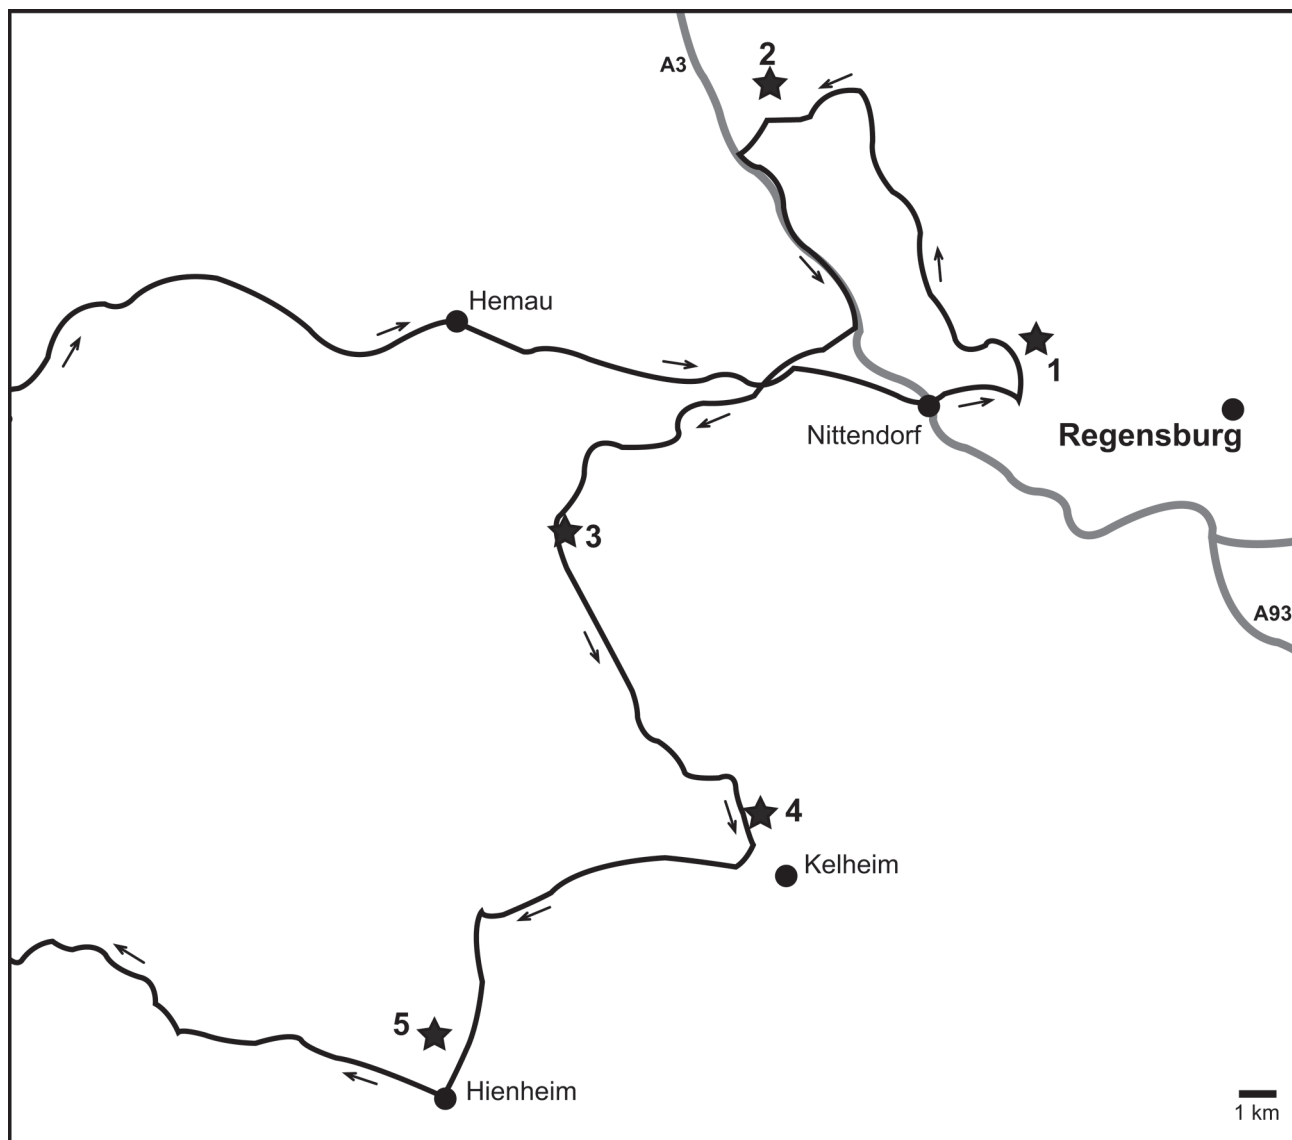 2
A3
Hemau
1
Nittendorf
Regensburg
3
A93
4
Kelheim
5
Hienheim
1 km